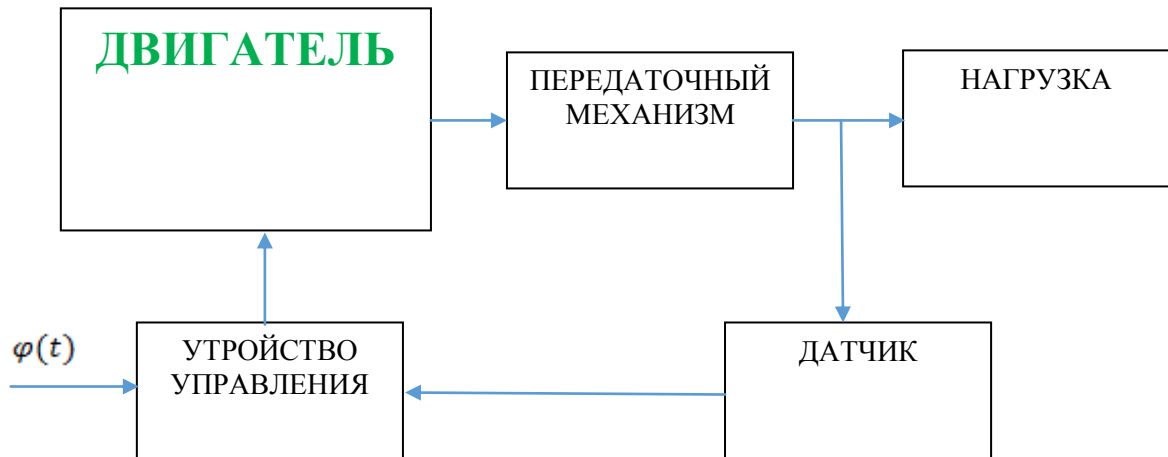 ДВИГАТЕЛЬ
ПЕРЕДАТОЧНЫЙ
МЕХАНИЗМ
НАГРУЗКА
φ(t)
УТРОЙСТВО
УПРАВЛЕНИЯ
ДАТЧИК